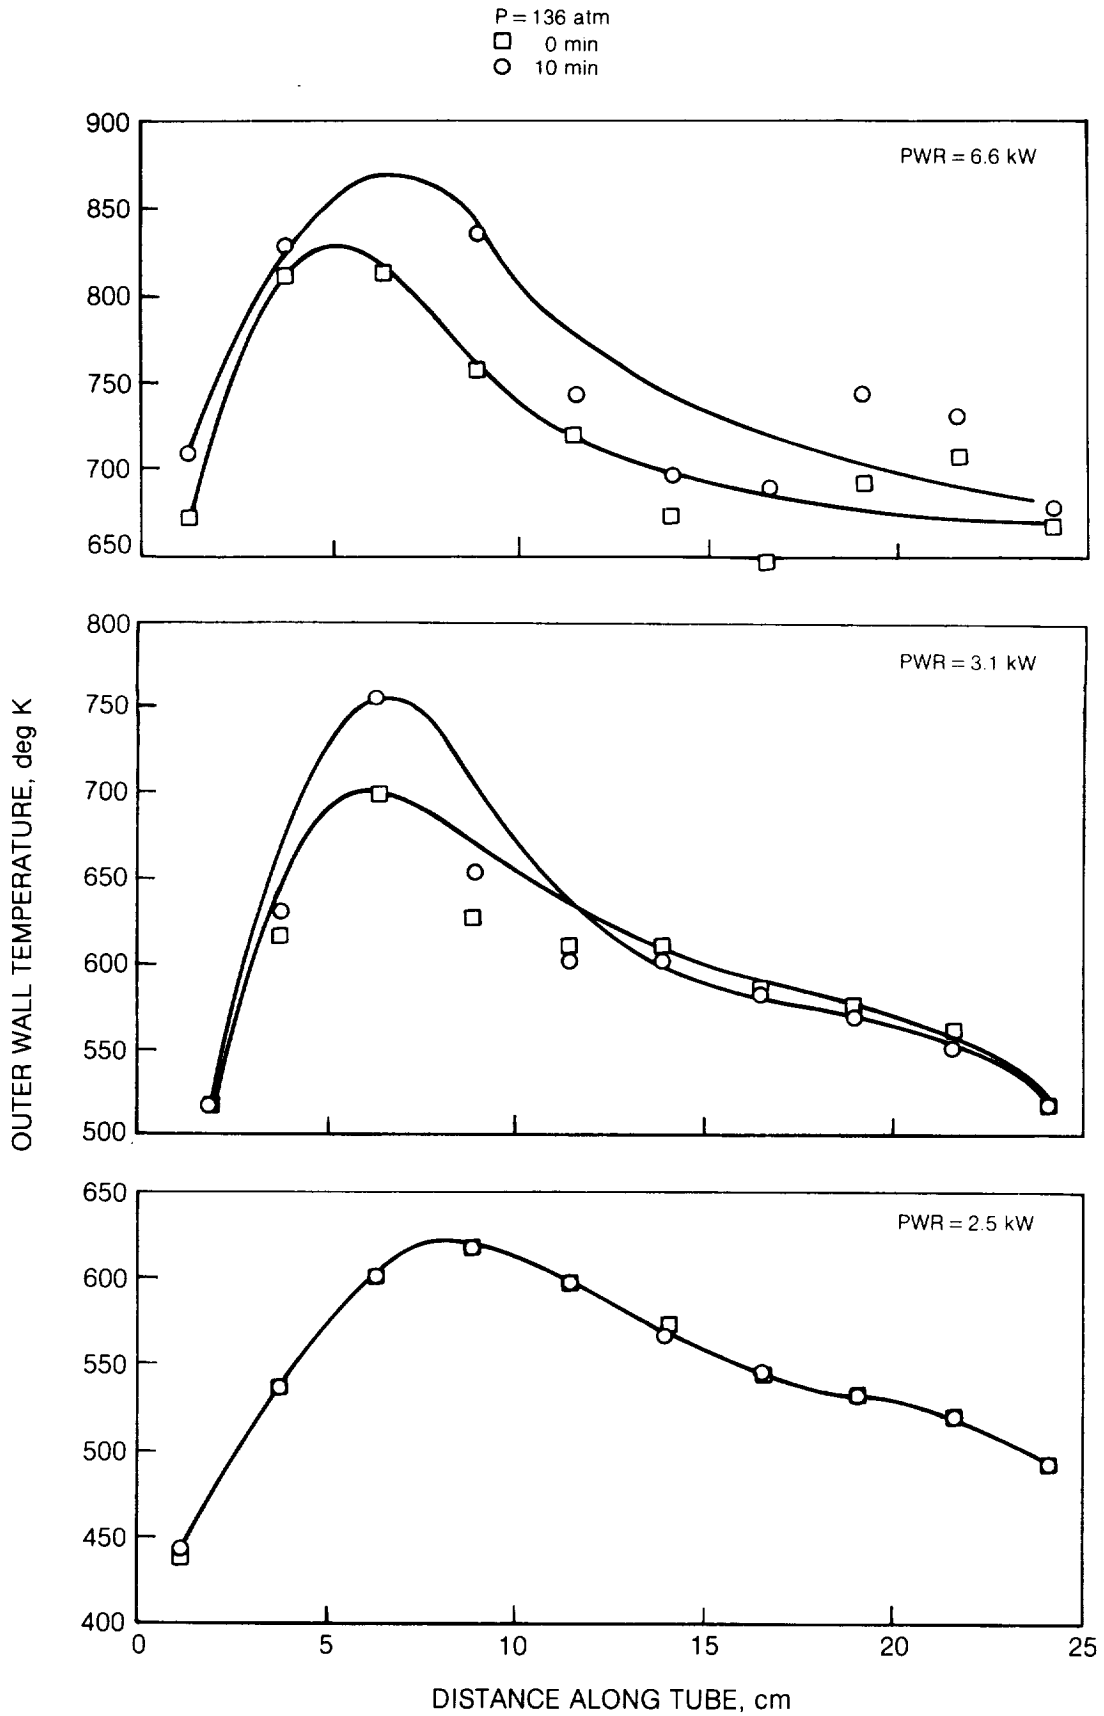 P = 136 atm
0 min
10 min
900
PWR = 6.6 kW
850
800
750
700
650
800
PWR = 3.1 kW
750
700
650
600
550
500
OUTER WALL TEMPERATURE, deg K
650
PWR = 2.5 kW
600
550
500
450
400
0 5 10 15 20 25
DISTANCE ALONG TUBE, cm